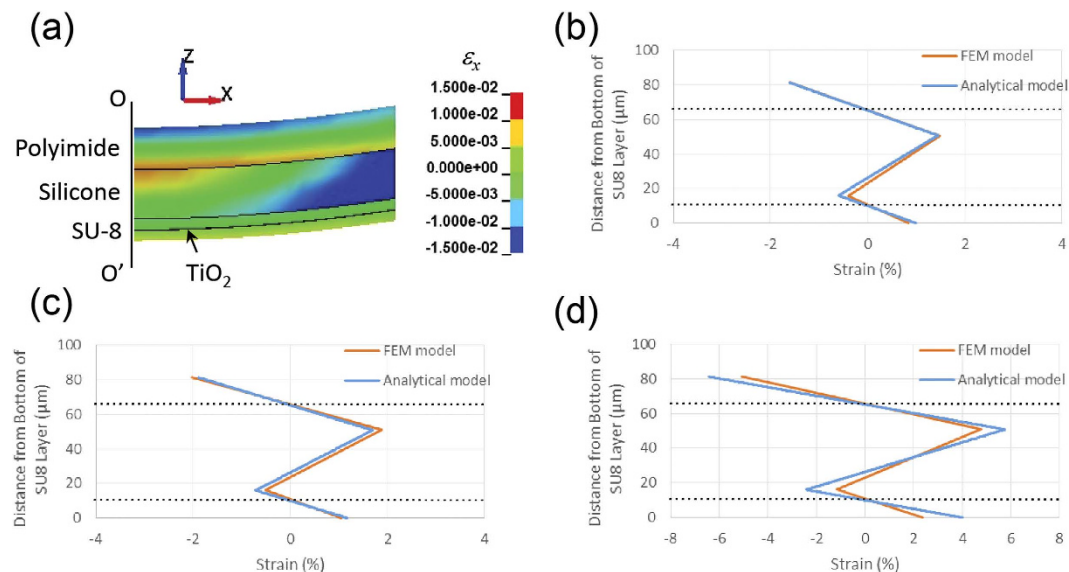 (a)
Z
X
O
Polyimide
Silicone
SU-8
O’
TiO2
εx
1.500e-02
1.000e-02
5.000e-03
0.000e+00
-5.000e-03
-1.000e-02
-1.500e-02
(b)
Distance from Bottom of
SU8 Layer (μm)
100
80
60
40
20
0
-4
-2
0
2
4
Strain (%)
FEM model
Analytical model
(c)
Distance from Bottom of
SU8 Layer (μm)
100
80
60
40
20
0
-4
-2
0
2
4
Strain (%)
FEM model
Analytical model
(d)
Distance from Bottom of
SU8 Layer (μm)
100
80
60
40
20
0
-8
-6
-4
-2
0
2
4
6
8
Strain (%)
FEM model
Analytical model